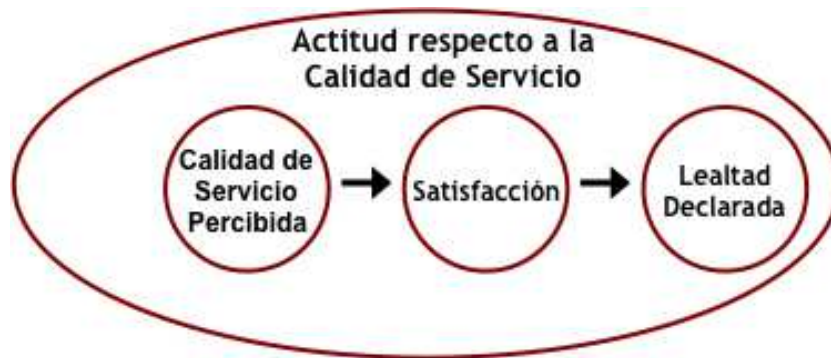 Actitud respecto a la
Calidad de Servicio
Calidad de
Servicio
Percibida
Satisfacción
Lealtad
Declarada